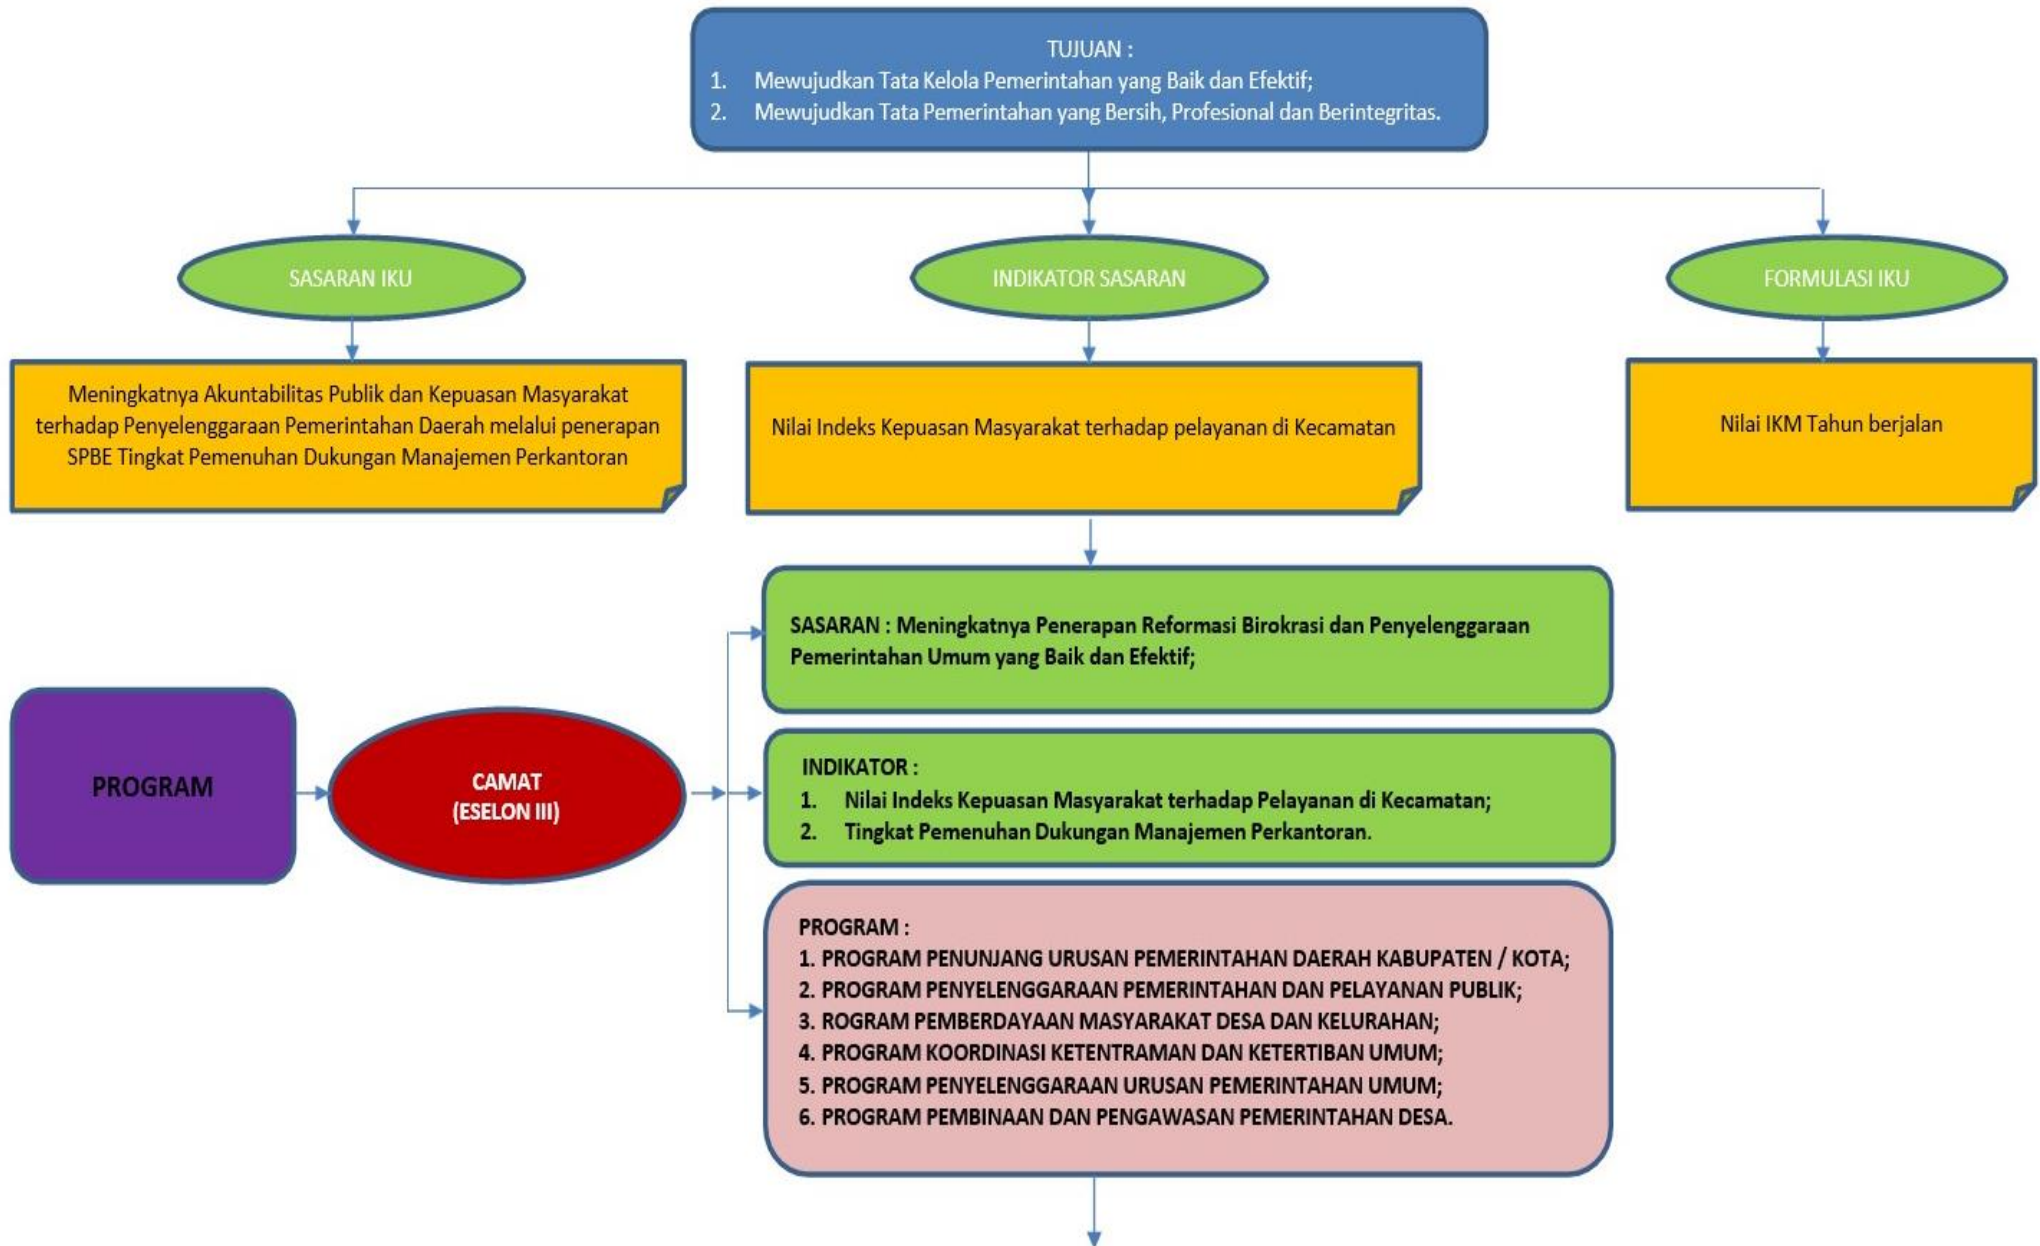 TUJUAN :
1. Mewujudkan Tata Kelola Pemerintahan yang Baik dan Efektif;
2. Mewujudkan Tata Pemerintahan yang Bersih, Profesional dan Berintegritas.
SASARAN IKU
INDIKATOR SASARAN
FORMULASI IKU
Meningkatnya Akuntabilitas Publik dan Kepuasan Masyarakat
terhadap Penyelenggaraan Pemerintahan Daerah melalui penerapan
SPBE Tingkat Pemenuhan Dukungan Manajemen Perkantoran
Nilai Indeks Kepuasan Masyarakat terhadap pelayanan di Kecamatan
Nilai IKM Tahun berjalan
SASARAN : Meningkatnya Penerapan Reformasi Birokrasi dan Penyelenggaraan
Pemerintahan Umum yang Baik dan Efektif;
PROGRAM
CAMAT
(ESELON III)
INDIKATOR :
1. Nilai Indeks Kepuasan Masyarakat terhadap Pelayanan di Kecamatan;
2. Tingkat Pemenuhan Dukungan Manajemen Perkantoran.
PROGRAM :
1. PROGRAM PENUNJANG URUSAN PEMERINTAHAN DAERAH KABUPATEN / KOTA;
2. PROGRAM PENYELENGGARAAN PEMERINTAHAN DAN PELAYANAN PUBLIK;
3. ROGRAM PEMBERDAYAAN MASYARAKAT DESA DAN KELURAHAN;
4. PROGRAM KOORDINASI KETENTRAMAN DAN KETERTIBAN UMUM;
5. PROGRAM PENYELENGGARAAN URUSAN PEMERINTAHAN UMUM;
6. PROGRAM PEMBINAAN DAN PENGAWASAN PEMERINTAHAN DESA.